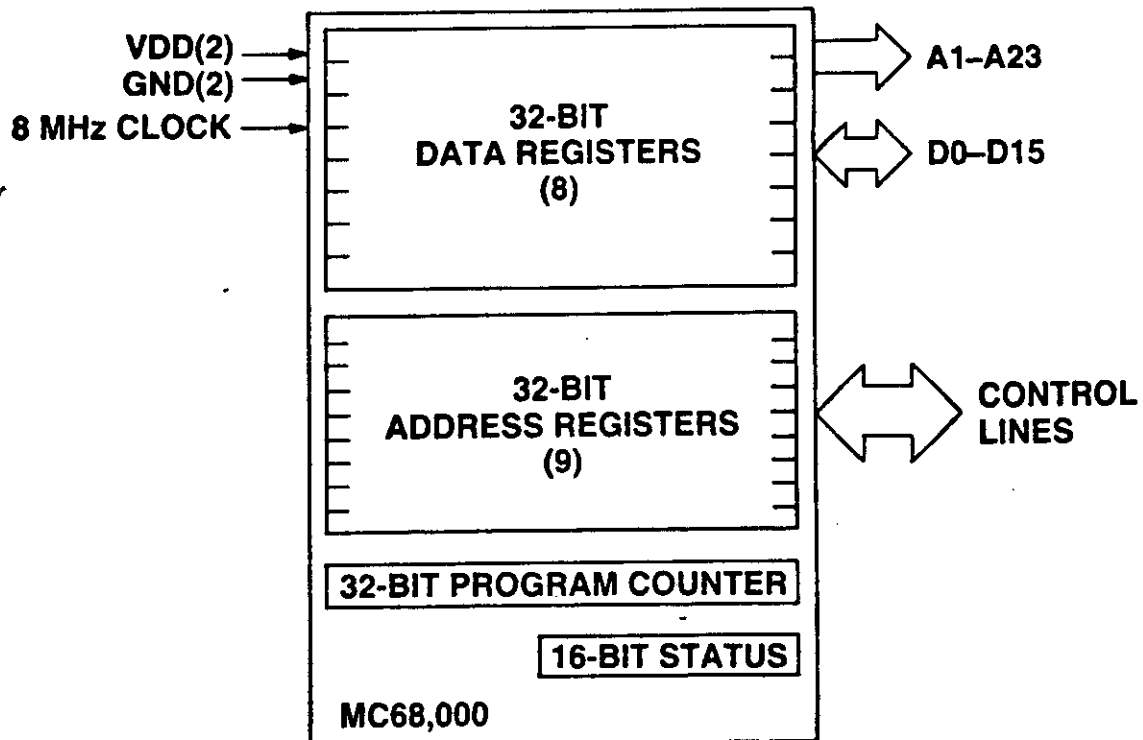 VDD(2)
GND(2)
8 MHz CLOCK
32-BIT
DATA REGISTERS
(8)
A1–A23
D0–D15
32-BIT
ADDRESS REGISTERS
(9)
CONTROL
LINES
32-BIT PROGRAM COUNTER
16-BIT STATUS
MC68,000